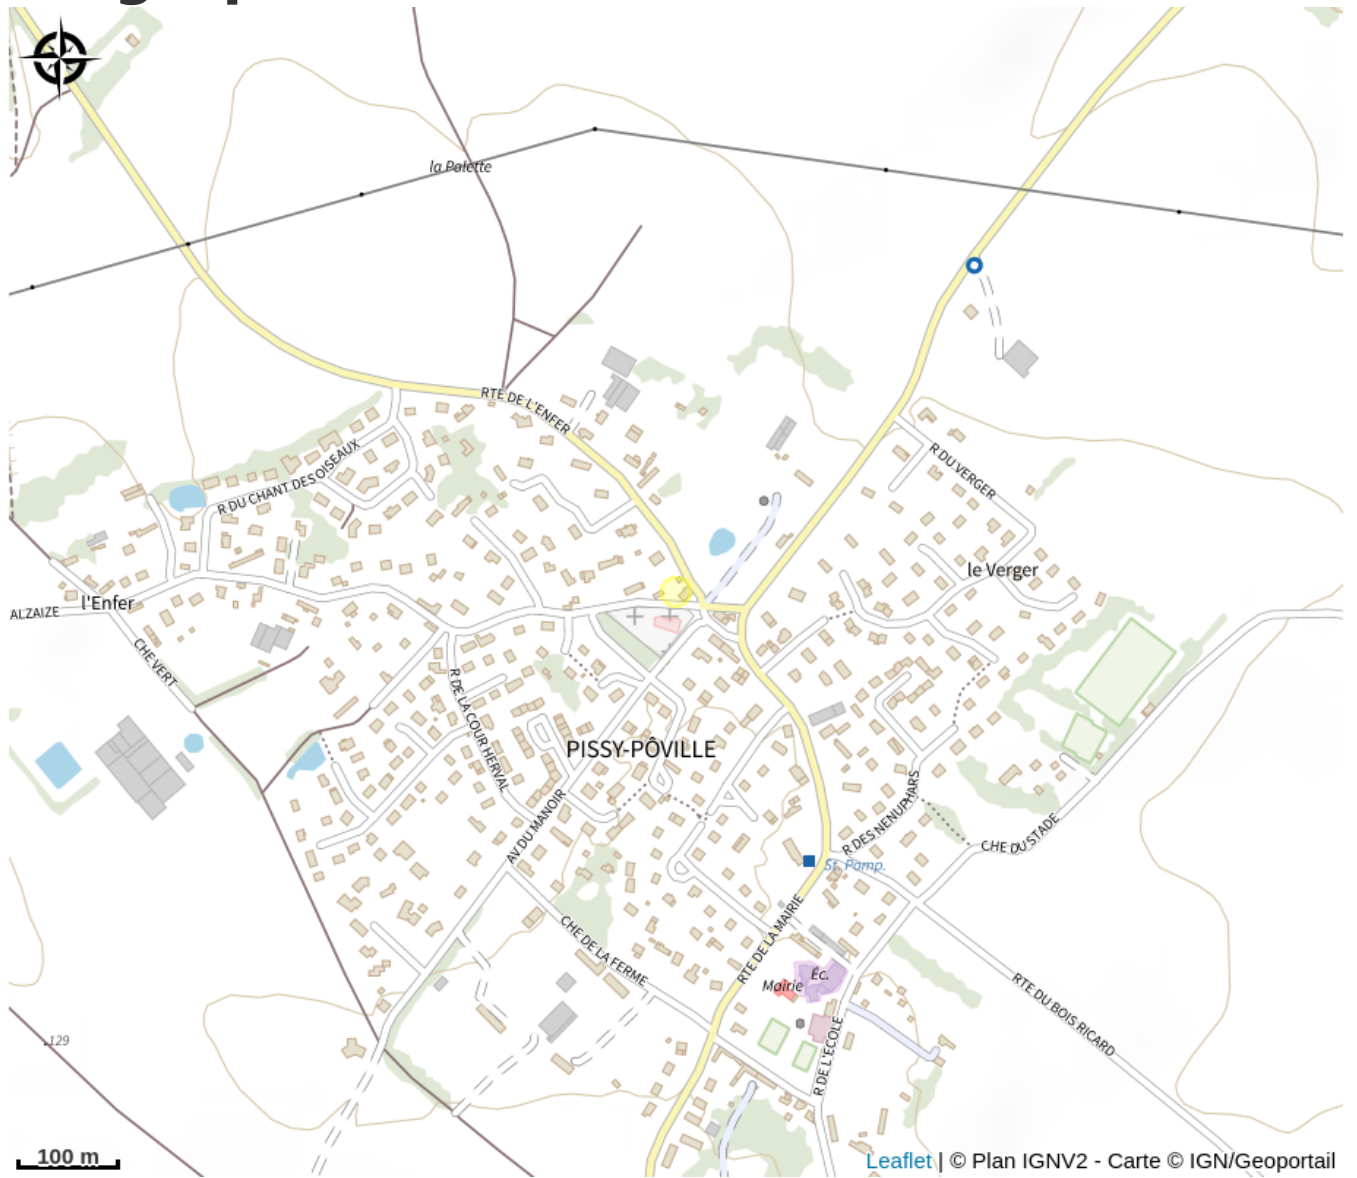 la Palette
RTE DE L'ENFER
R DU VERGER
R DU CHANT DES OISEAUX
le Verger
l'Enfer
ALZAIZE
CHE VERT
R DE LA COUR HERVAL
PISSY-PÔVILLE
AV DU MANOIR
R DES NENUPHARS
CHE DU STADE
St. Pomp.
RTE DE LA MAIRIE
CHE DE LA FERME
Éc.
Mairie
RTE DU BOIS RICARD
R DE L'ECOLE
.129
100 m
Leaflet | © Plan IGNV2 - Carte © IGN/Geoportail